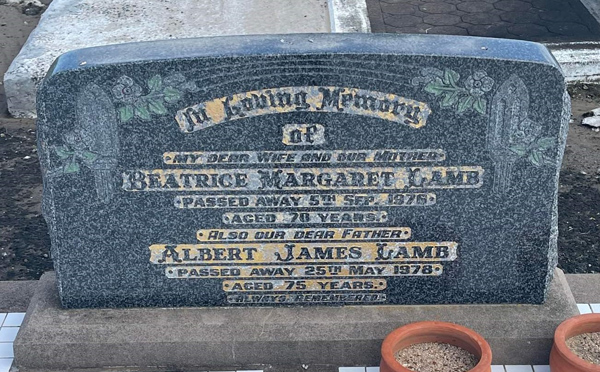 In Loving Memory
of
My dear Wife and our Mother
Beatrice Margaret Lamb
Passed away 5th Sep. 1976
Aged 70 years.
Also our dear Father
Albert James Lamb
Passed away 25th May 1978
Aged 75 years.
Always remembered.